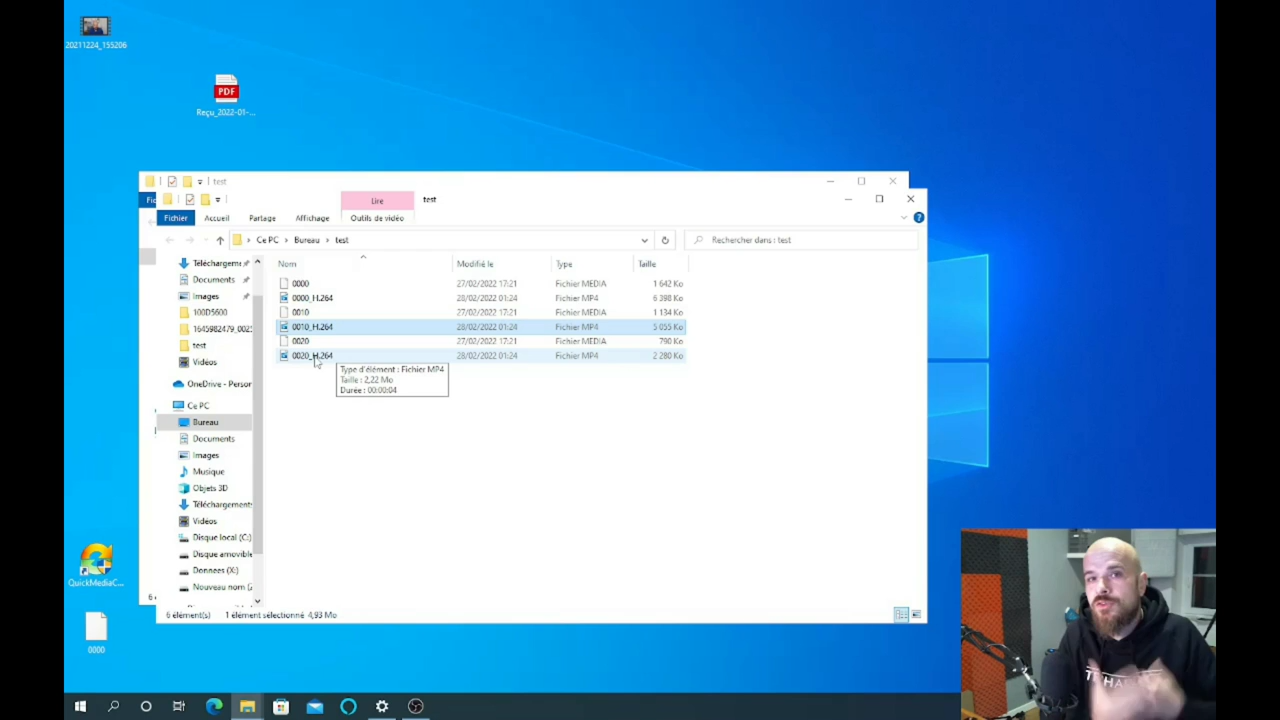 20211224_155206
PDF
Reçu_2022-01-...
test
Lire
test
Fichier
Accueil
Partage
Affichage
Outils de vidéo
Ce PC
Bureau
test
Rechercher dans : test
Nom
Modifié le
Type
Taille
0000
27/02/2022 17:21
Fichier MEDIA
1 642 Ko
0000_H.264
28/02/2022 01:24
Fichier MP4
6 398 Ko
0010
27/02/2022 17:21
Fichier MEDIA
1 134 Ko
0010_H.264
28/02/2022 01:24
Fichier MP4
5 055 Ko
0020
27/02/2022 17:21
Fichier MEDIA
790 Ko
0020_H.264
28/02/2022 01:24
Fichier MP4
2 280 Ko
Type d'élément : Fichier MP4
Taille : 2,22 Mo
Durée : 00:00:04
Téléchargeme
Documents
Images
100D5600
1645982479_002
test
Vidéos
OneDrive - Person
Ce PC
Bureau
Documents
Images
Musique
Objets 3D
Téléchargements
Vidéos
Disque local (C:)
Disque amovible
Donnees (X:)
Nouveau nom (
6 élément(s)
1 élément sélectionné 4,93 Mo
QuickMediaC...
0000